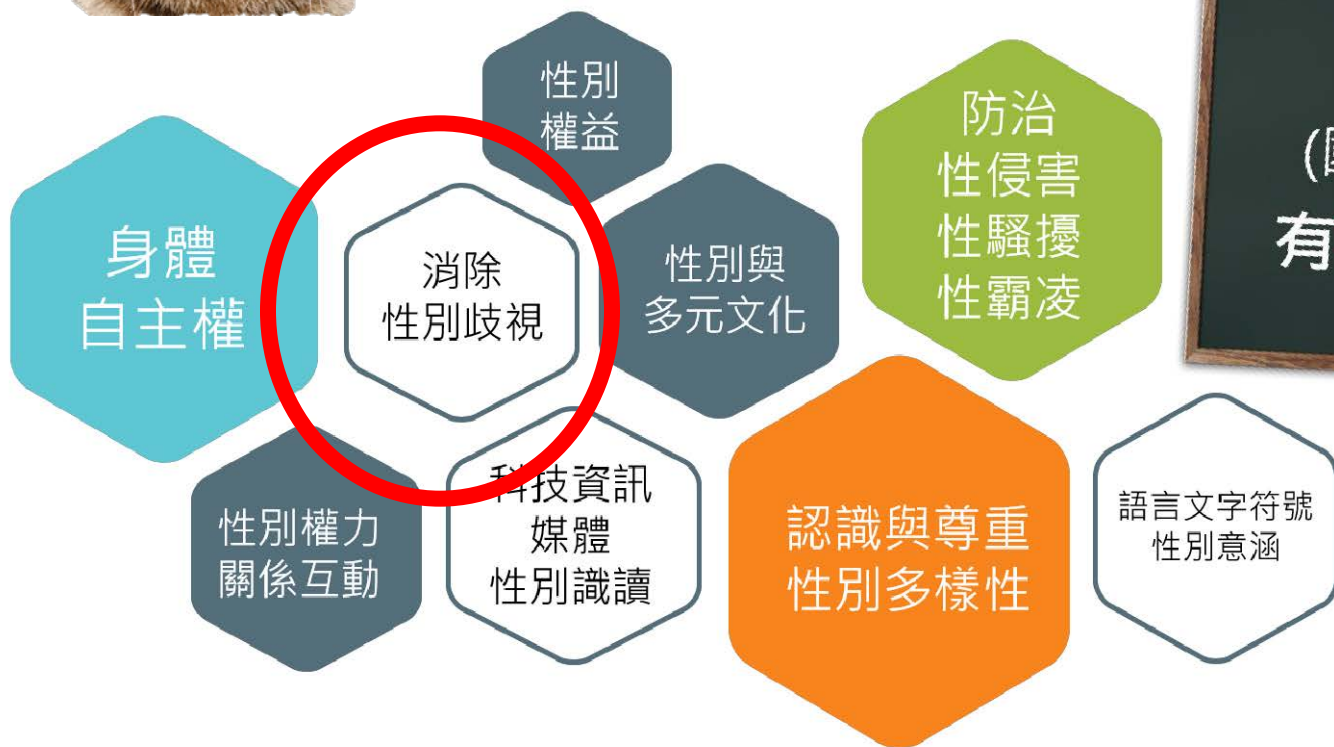 性別
權益
防治
性侵害
性騷擾
性霸凌
身體
自主權
消除
性別歧視
性別與
多元文化
有
性別權力
關係互動
科技資訊
媒體
性別識讀
認識與尊重
性別多樣性
語言文字符號
性別意涵